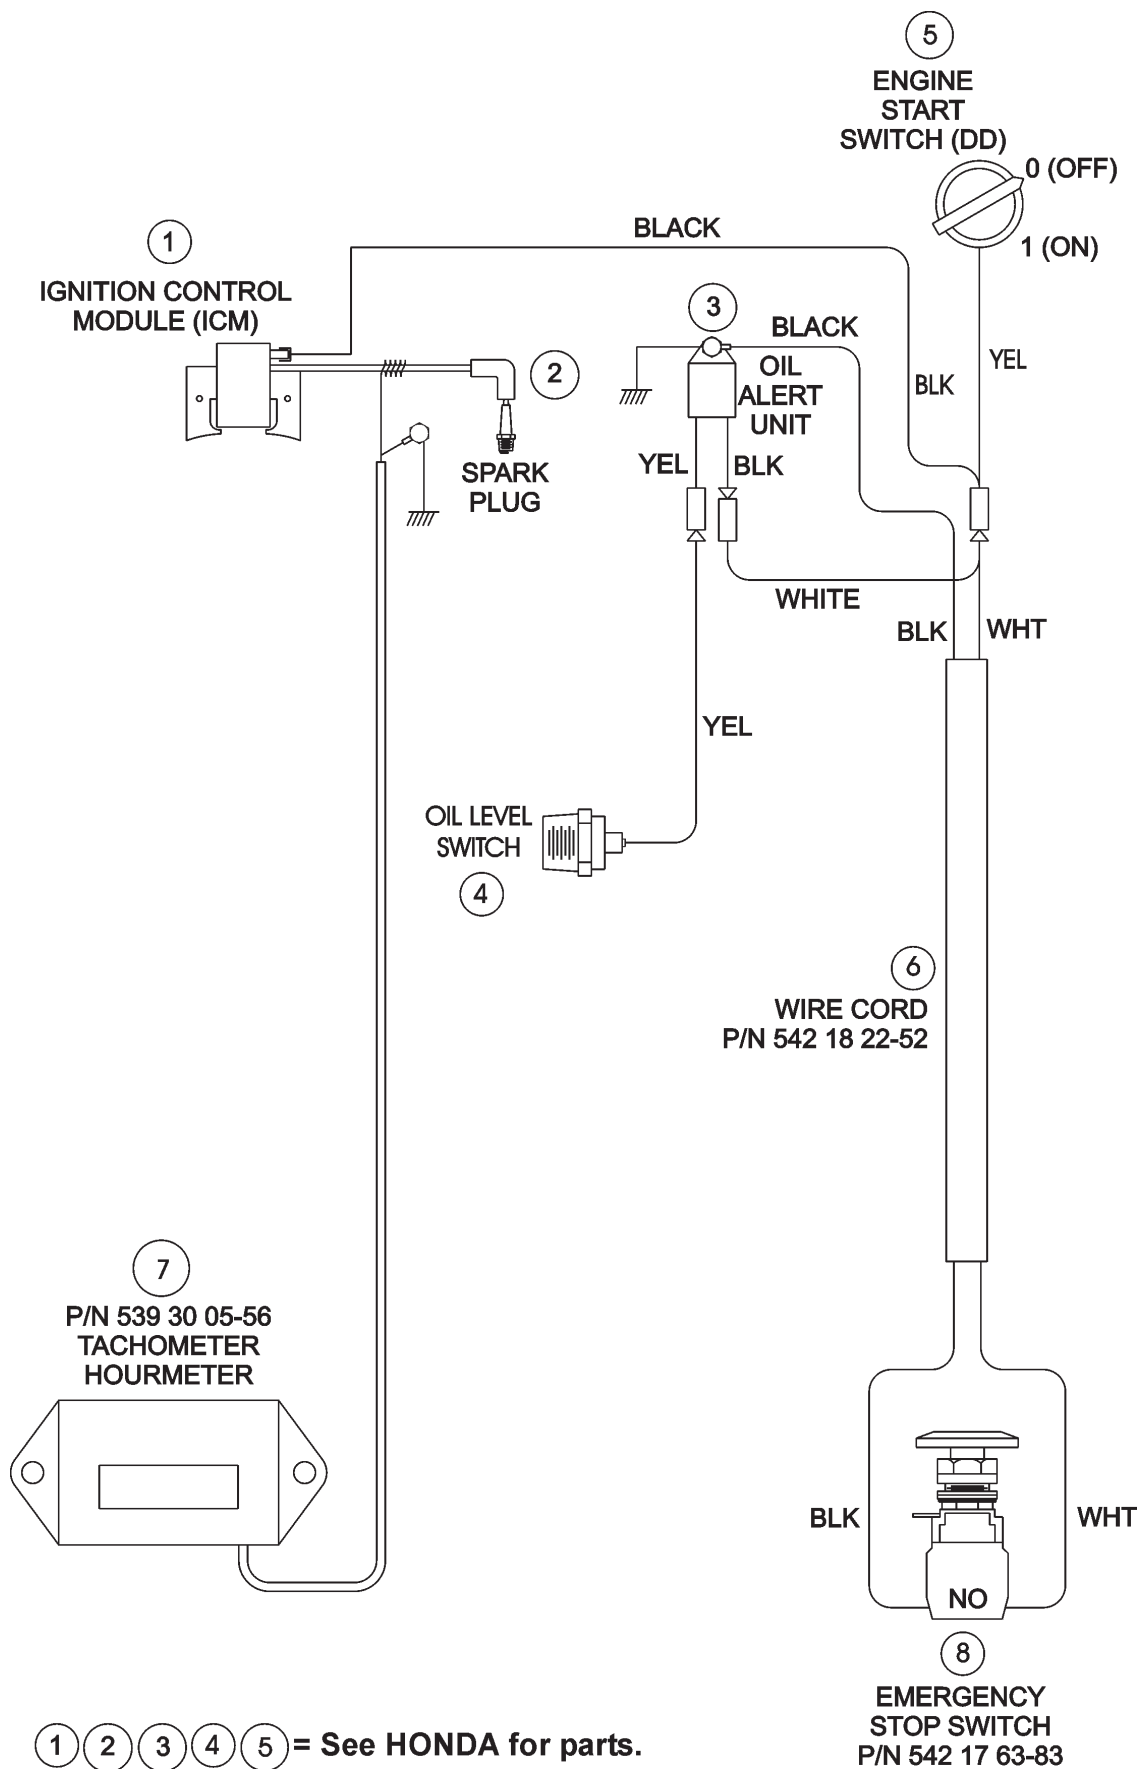 5
ENGINE
START
SWITCH (DD)
0 (OFF)
1 (ON)
BLACK
1
IGNITION CONTROL
MODULE (ICM)
3
BLACK
OIL
ALERT
UNIT
YEL
BLK
2
SPARK
PLUG
YEL
BLK
WHITE
BLK
WHT
YEL
OIL LEVEL
SWITCH
4
6
WIRE CORD
P/N 542 18 22-52
7
P/N 539 30 05-56
TACHOMETER
HOURMETER
BLK
WHT
NO
8
EMERGENCY
STOP SWITCH
P/N 542 17 63-83
1 2 3 4 5 = See HONDA for parts.